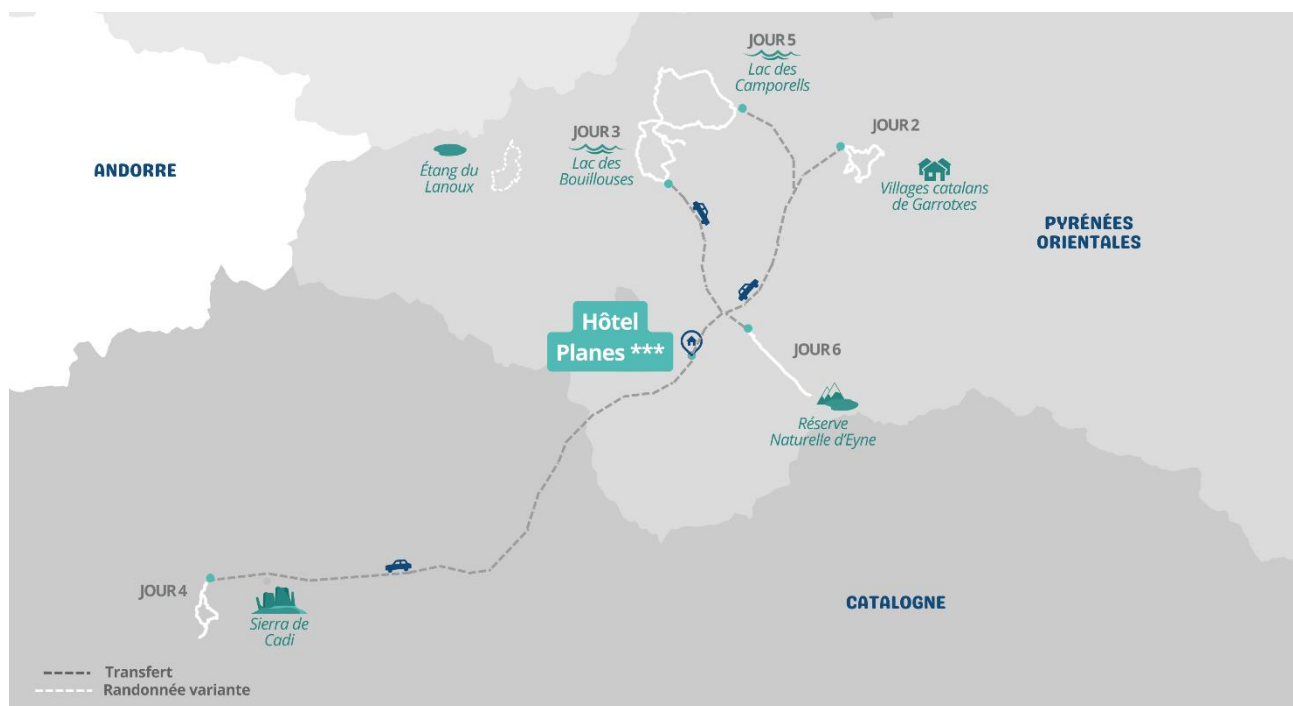 JOUR 5
Lac des
Camporells
JOUR 3
Lac des
Bouillouses
JOUR 2
Villages catalans
de Garrotxes
Étang du
Lanoux
ANDORRE
PYRÉNÉES
ORIENTALES
Hôtel
Planes ***
JOUR 6
Réserve
Naturelle d'Eyne
JOUR 4
Sierra de
Cadi
CATALOGNE
Transfert
Randonnée variante